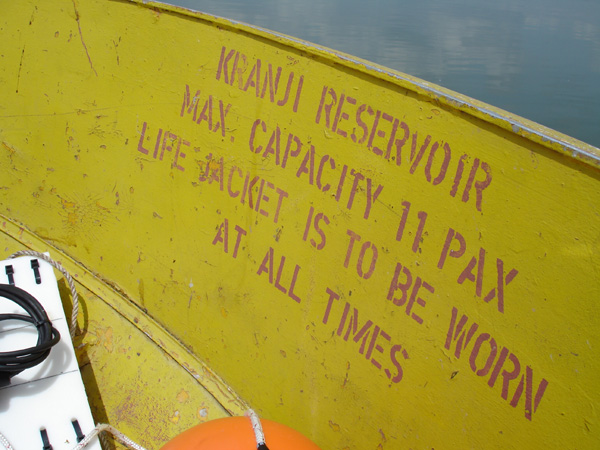 KRANJI RESERVOIR
MAX. CAPACITY 11 PAX
LIFE JACKET IS TO BE WORN
AT ALL TIMES